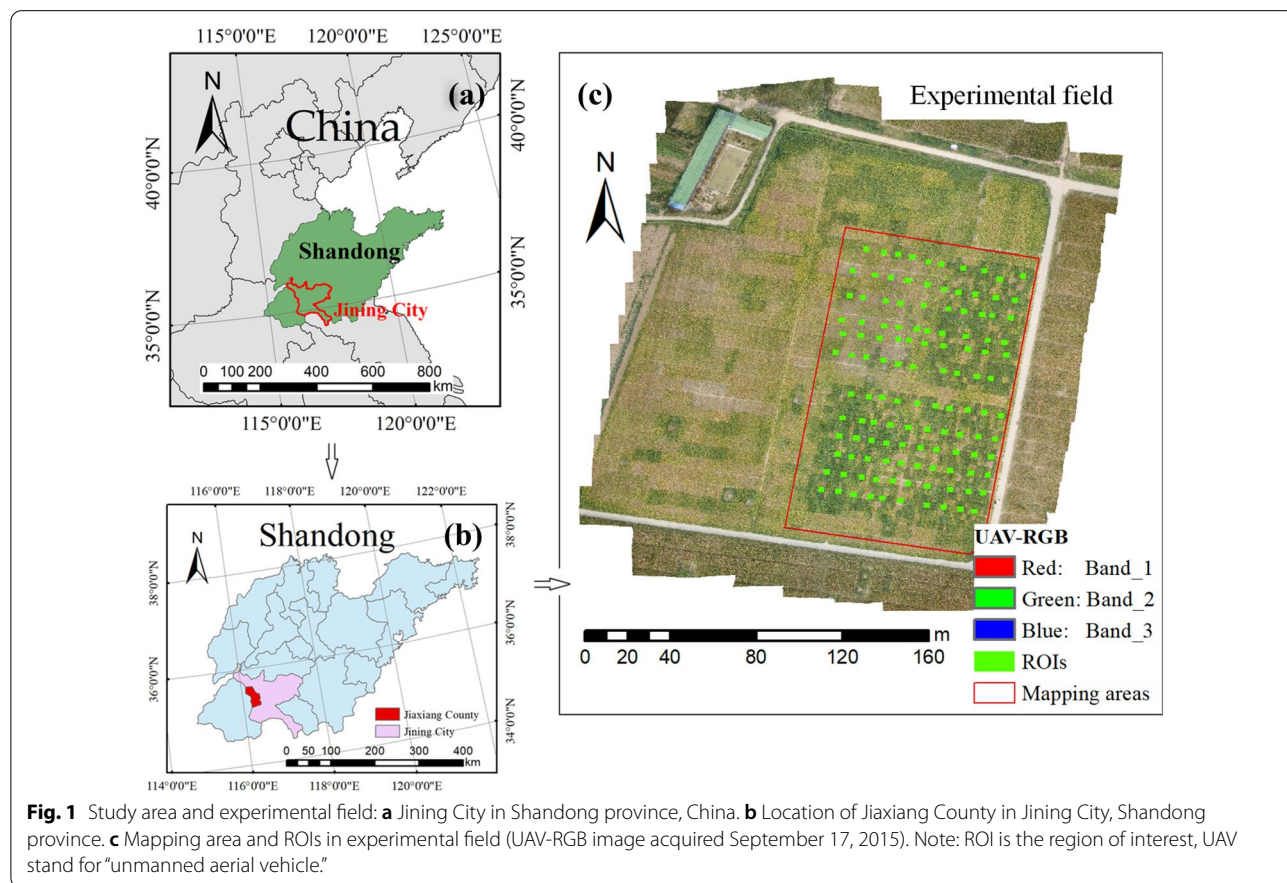 115°0'0"E 120°0'0"E 125°0'0"E
N
(a)
China
40°0'0"N
40°0'0"N
Shandong
Jining City
35°0'0"N
35°0'0"N
0 100 200 400 600 800
km
115°0'0"E 120°0'0"E
116°0'0"E 118°0'0"E 120°0'0"E 122°0'0"E
Shandong (b)
N
38°0'0"N
38°0'0"N
36°0'0"N
36°0'0"N
34°0'0"N
Jiaxiang County
Jining City
0 50 100 200 300 400
km
114°0'0"E 116°0'0"E 118°0'0"E 120°0'0"E
(c) Experimental field
N
UAV-RGB
Red: Band_1
Green: Band_2
Blue: Band_3
ROIs
Mapping areas
m
0 20 40 80 120 160
Fig. 1 Study area and experimental field: a Jining City in Shandong province, China. b Location of Jiaxiang County in Jining City, Shandong
province. c Mapping area and ROIs in experimental field (UAV-RGB image acquired September 17, 2015). Note: ROI is the region of interest, UAV
stand for “unmanned aerial vehicle.”